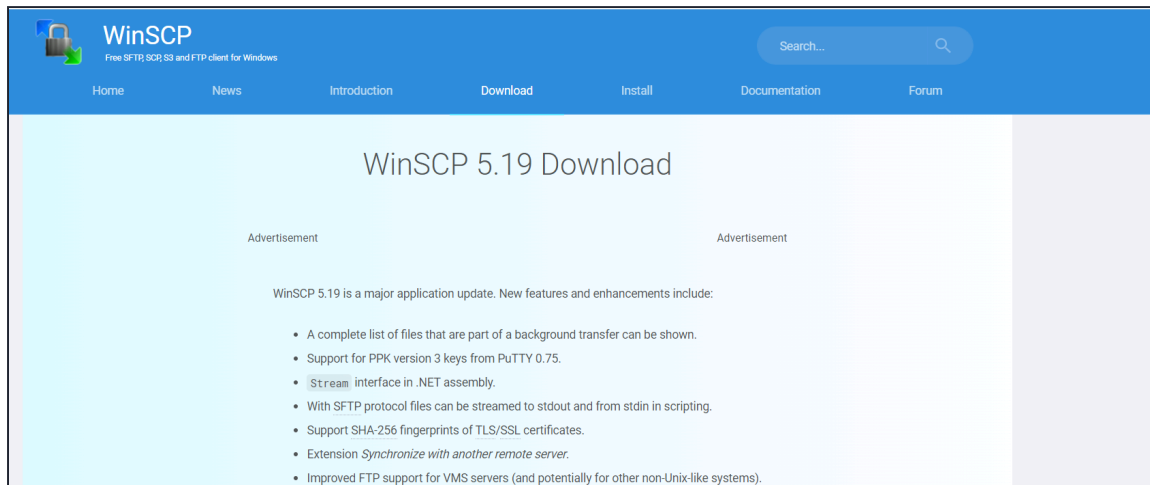 WinSCP
Free SFTP, SCP, S3 and FTP client for Windows
Search...
Home News Introduction Download Install Documentation Forum
WinSCP 5.19 Download
Advertisement Advertisement
WinSCP 5.19 is a major application update. New features and enhancements include:
• A complete list of files that are part of a background transfer can be shown.
• Support for PPK version 3 keys from PuTTY 0.75.
• Stream interface in .NET assembly.
• With SFTP protocol files can be streamed to stdout and from stdin in scripting.
• Support SHA-256 fingerprints of TLS/SSL certificates.
• Extension Synchronize with another remote server.
• Improved FTP support for VMS servers (and potentially for other non-Unix-like systems).